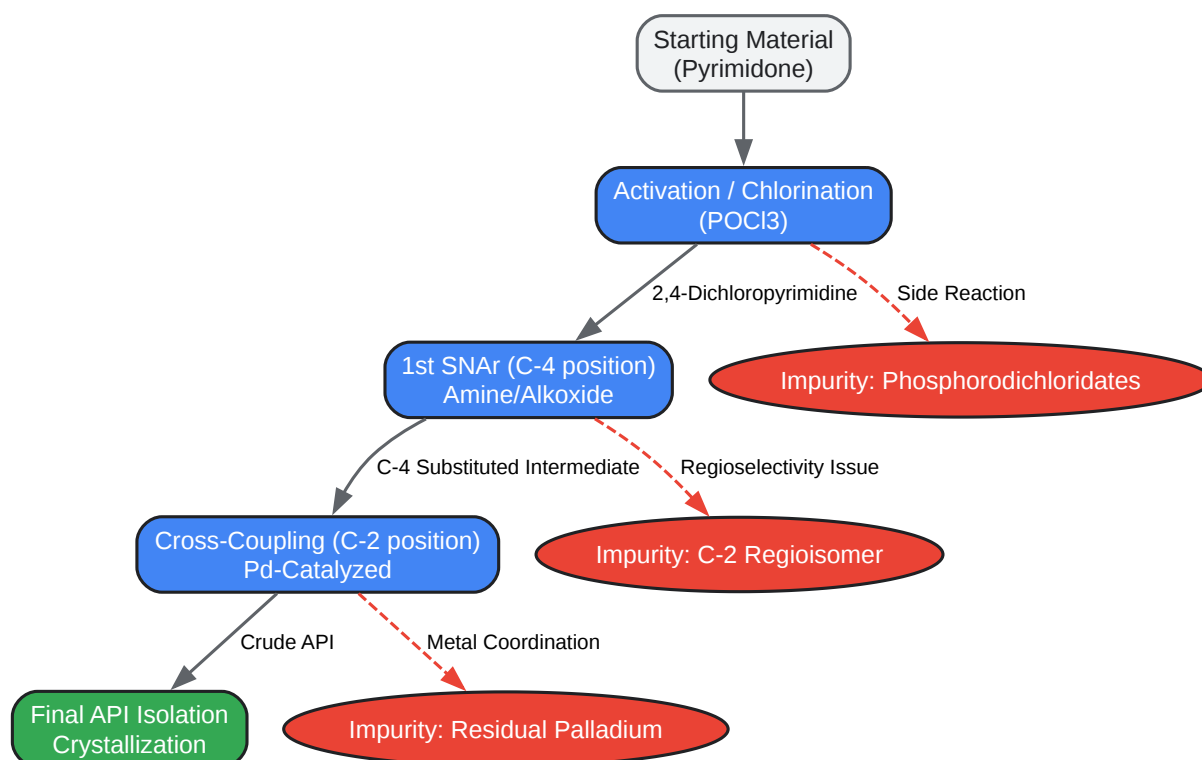 Starting Material
(Pyrimidone)
Activation / Chlorination
(POCl3)
2,4-Dichloropyrimidine
Side Reaction
1st SNAr (C-4 position)
Amine/Alkoxide
Impurity: Phosphorodichloridates
C-4 Substituted Intermediate
Regioselectivity Issue
Cross-Coupling (C-2 position)
Pd-Catalyzed
Impurity: C-2 Regioisomer
Crude API
Metal Coordination
Final API Isolation
Crystallization
Impurity: Residual Palladium